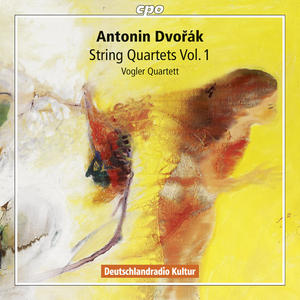 cpo
Antonin Dvořák
String Quartets Vol. 1
Vogler Quartett
Deutschlandradio Kultur